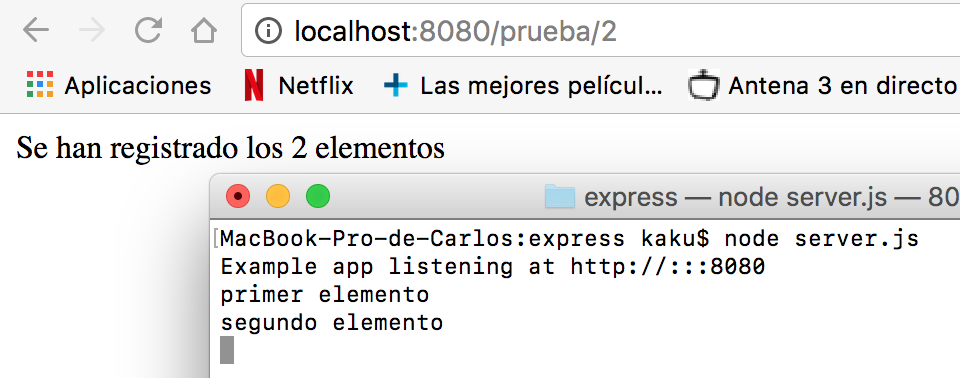 localhost:8080/prueba/2
Aplicaciones Netflix Las mejores películ... Antena 3 en directo
Se han registrado los 2 elementos
express — node server.js — 80
MacBook-Pro-de-Carlos:express kaku$ node server.js
Example app listening at http://:::8080
primer elemento
segundo elemento